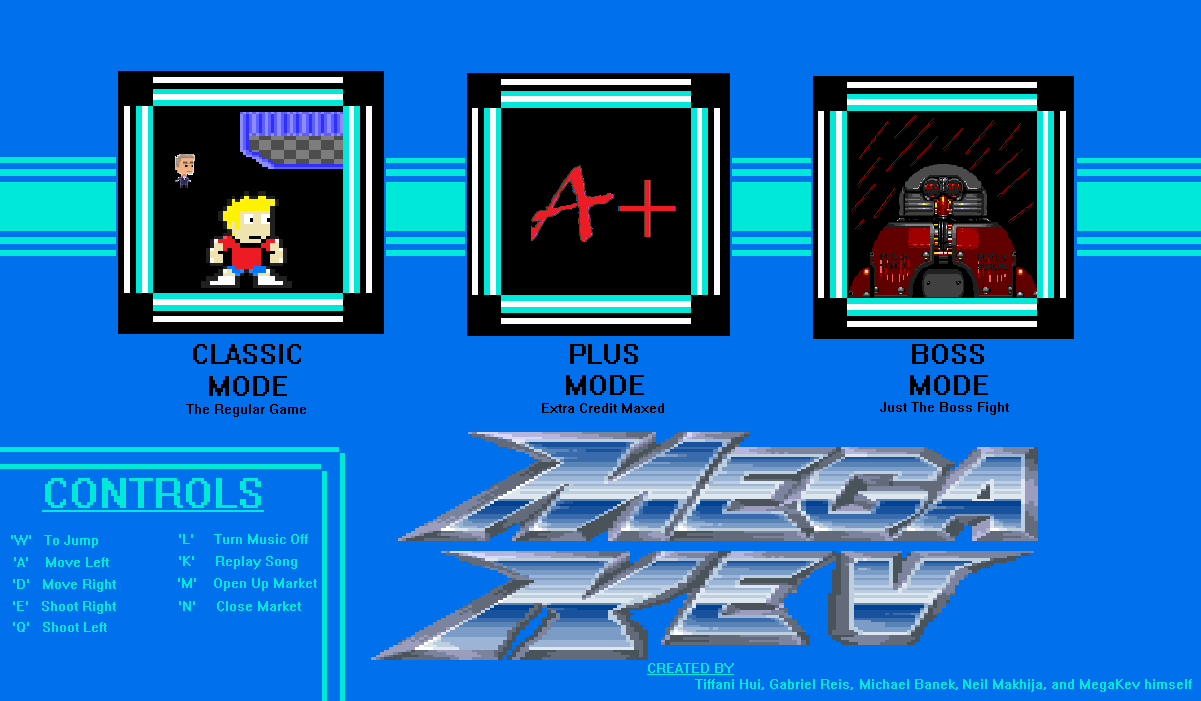 A+
CLASSIC
MODE
The Regular Game
PLUS
MODE
Extra Credit Maxed
BOSS
MODE
Just The Boss Fight
MEGA
KEV
CONTROLS
'W' To Jump
'A' Move Left
'D' Move Right
'E' Shoot Right
'Q' Shoot Left
'L' Turn Music Off
'K' Replay Song
'M' Open Up Market
'N' Close Market
CREATED BY
Tiffani Hui, Gabriel Reis, Michael Banek, Neil Makhija, and MegaKev himself